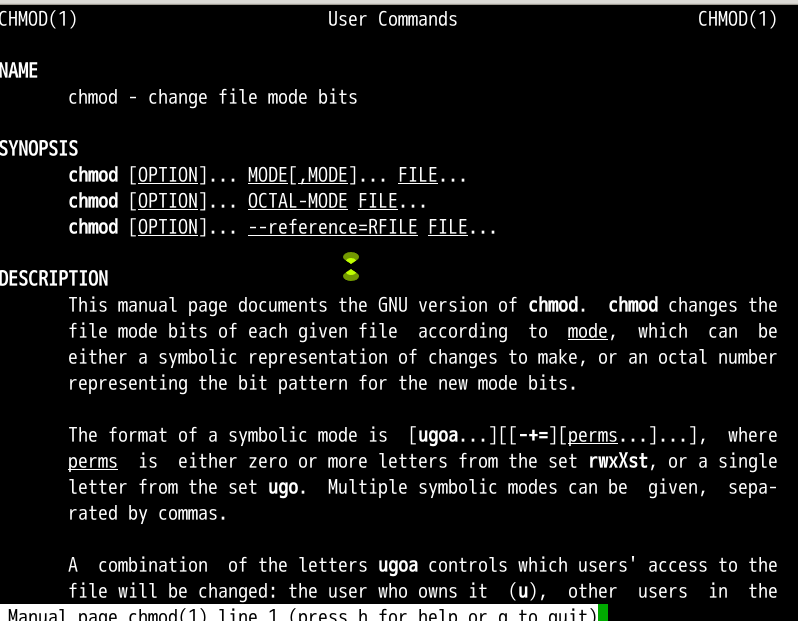 CHMOD(1) User Commands CHMOD(1)
NAME
chmod - change file mode bits
SYNOPSIS
chmod [OPTION]... MODE[,MODE]... FILE...
chmod [OPTION]... OCTAL-MODE FILE...
chmod [OPTION]... --reference=RFILE FILE...
DESCRIPTION
This manual page documents the GNU version of chmod. chmod changes the
file mode bits of each given file according to mode, which can be
either a symbolic representation of changes to make, or an octal number
representing the bit pattern for the new mode bits.
The format of a symbolic mode is [ugoa...][[-+=][perms...]...], where
perms is either zero or more letters from the set rwxXst, or a single
letter from the set ugo. Multiple symbolic modes can be given, sepa-
rated by commas.
A combination of the letters ugoa controls which users' access to the
file will be changed: the user who owns it (u), other users in the
Manual page chmod(1) line 1 (press h for help or q to quit)